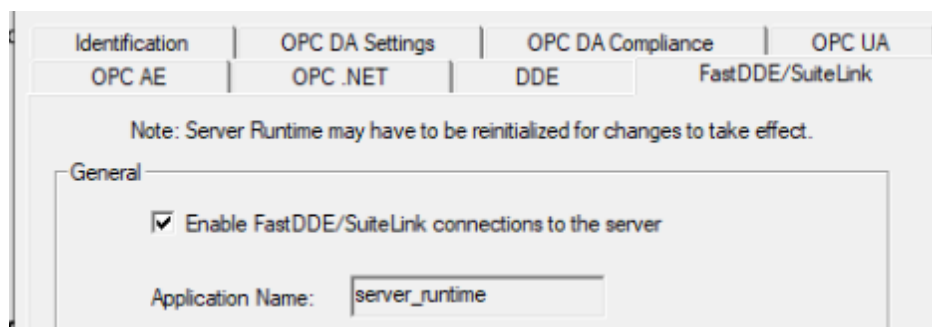 Identification OPC DA Settings OPC DA Compliance OPC UA
OPC AE OPC .NET DDE FastDDE/SuiteLink
Note: Server Runtime may have to be reinitialized for changes to take effect.
General
Enable FastDDE/SuiteLink connections to the server
Application Name: server_runtime